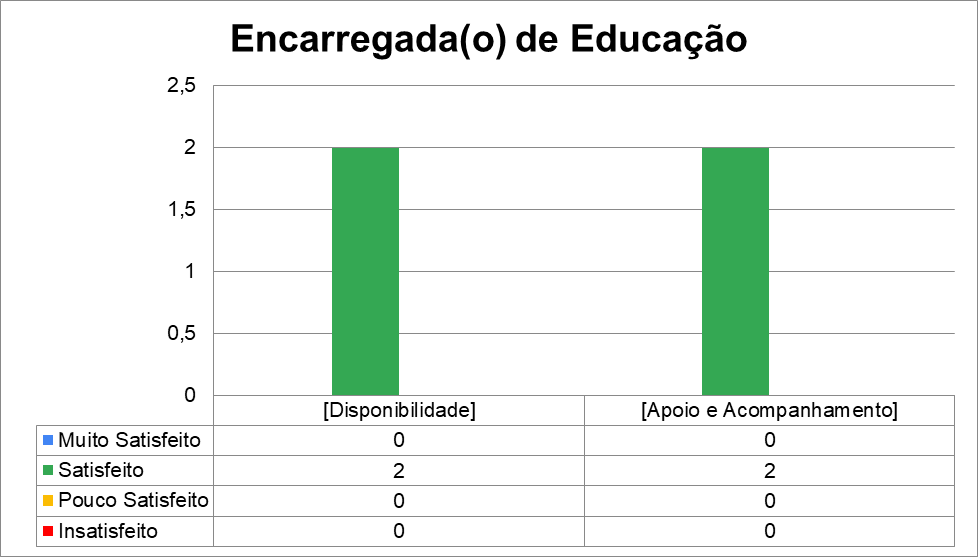 Encarregada(o) de Educação
2,5
2
1,5
1
0,5
0
[Disponibilidade] [Apoio e Acompanhamento]
Muito Satisfeito 0 0
Satisfeito 2 2
Pouco Satisfeito 0 0
Insatisfeito 0 0